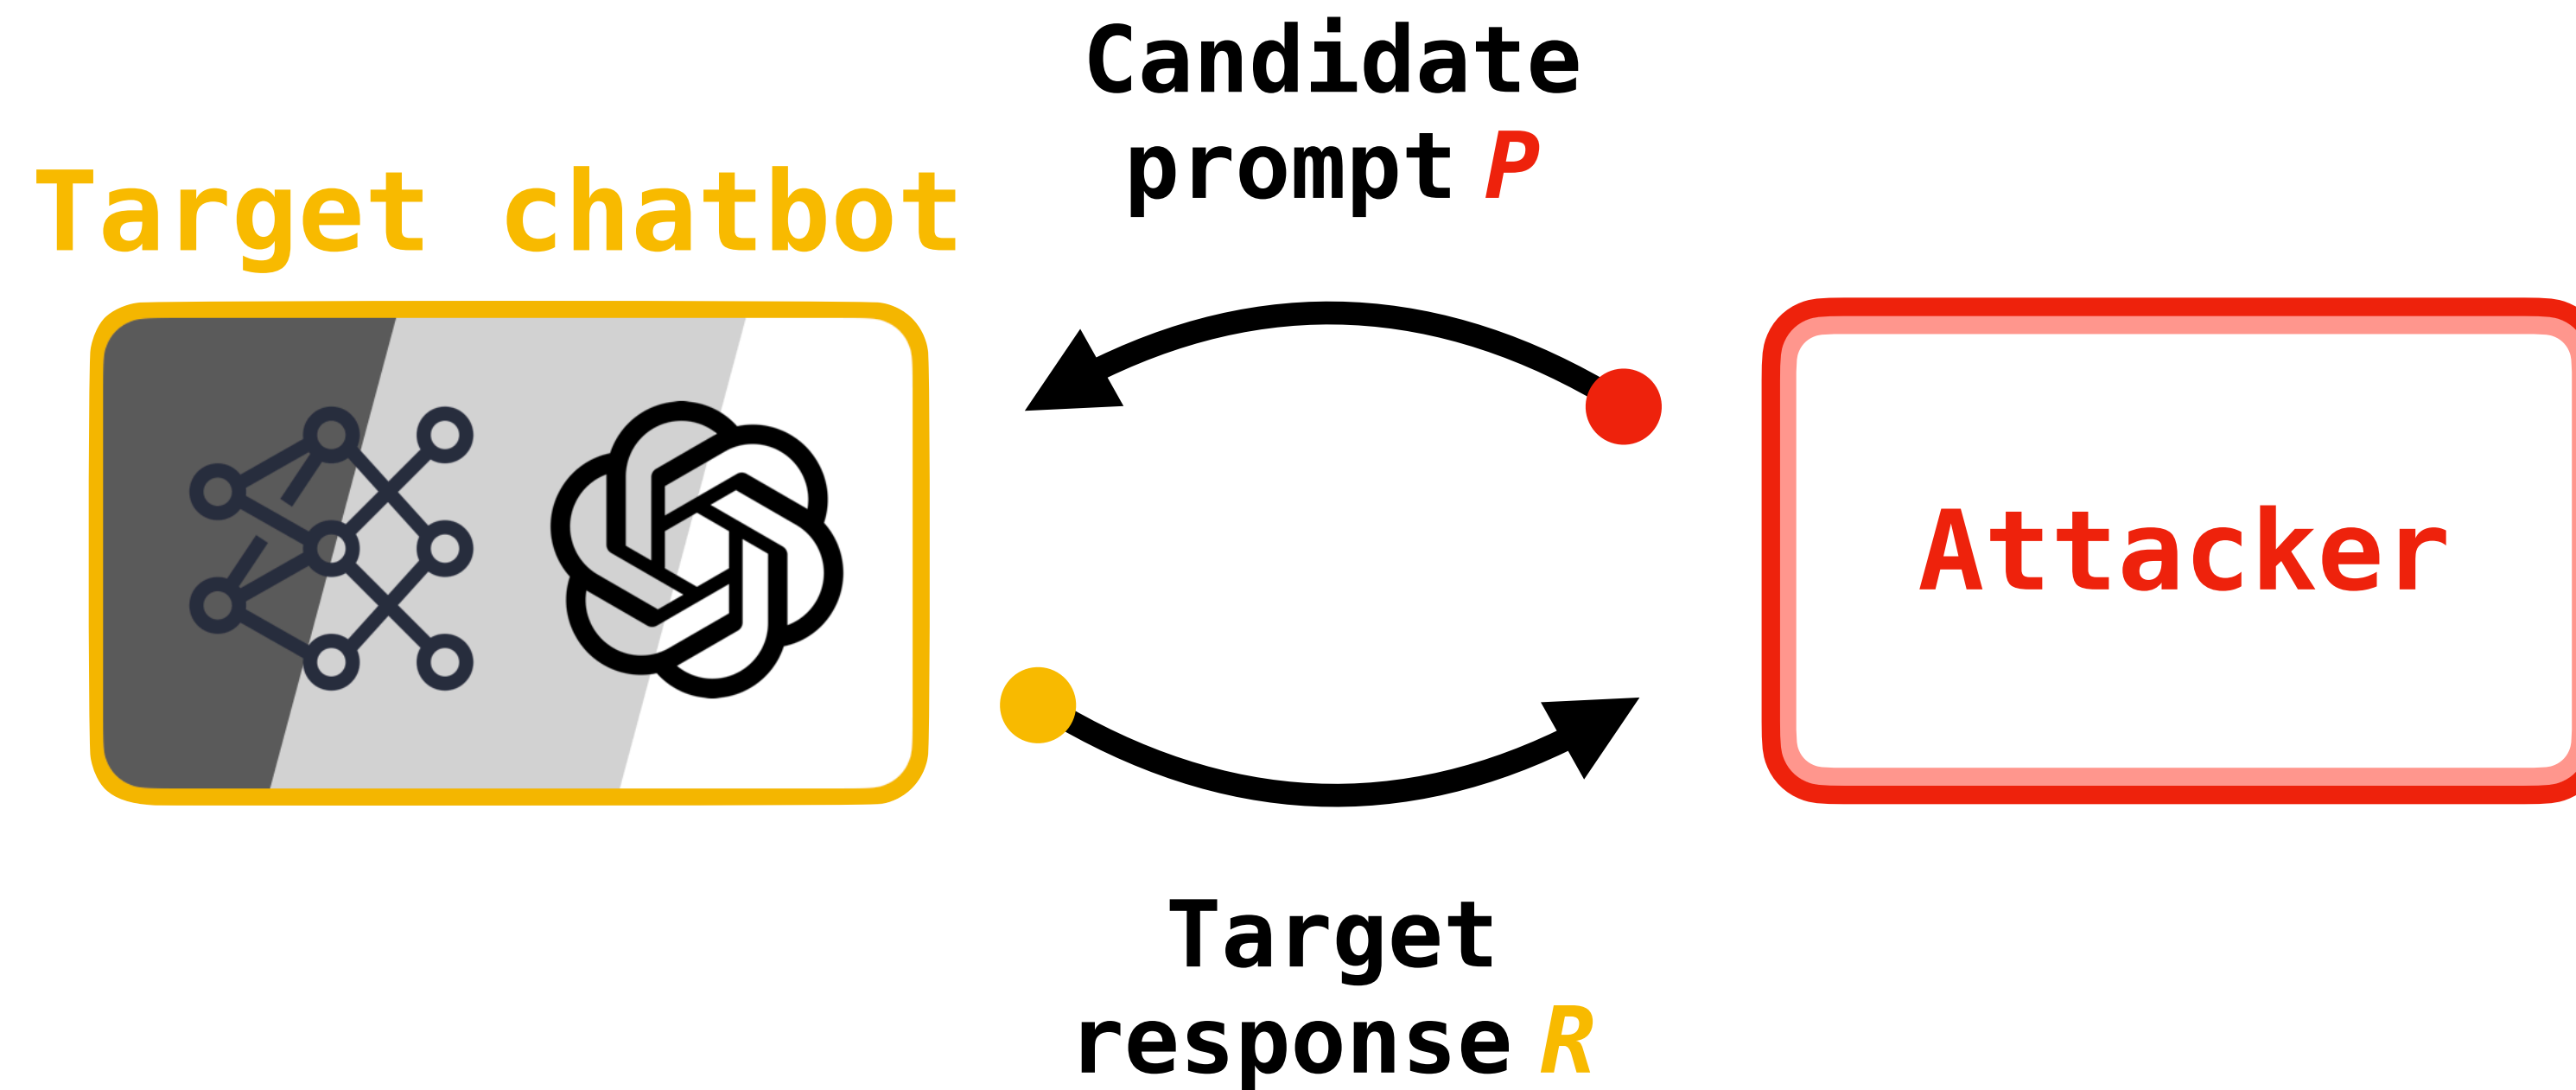 Candidate
prompt P
Target chatbot
Attacker
Target
response R